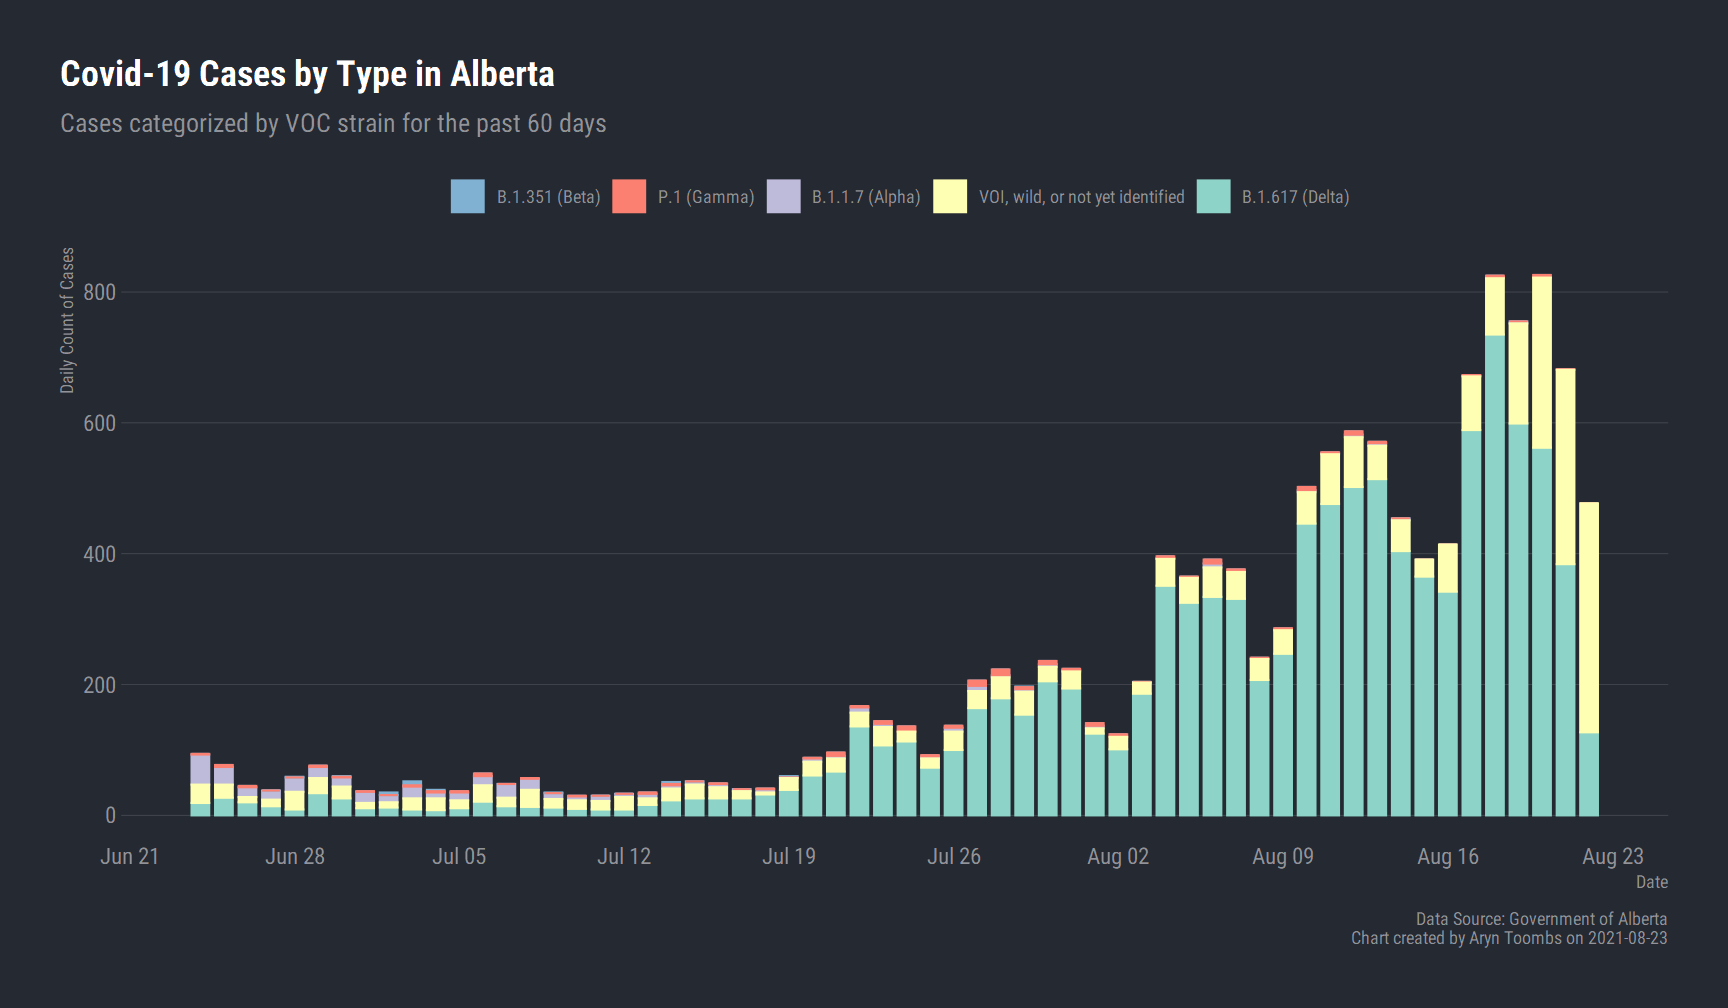 Covid-19 Cases by Type in Alberta
Cases categorized by VOC strain for the past 60 days
B.1.351 (Beta) P.1 (Gamma) B.1.1.7 (Alpha) VOI, wild, or not yet identified B.1.617 (Delta)
Daily Count of Cases
800
600
400
200
0
Jun 21 Jun 28 Jul 05 Jul 12 Jul 19 Jul 26 Aug 02 Aug 09 Aug 16 Aug 23
Date
Data Source: Government of Alberta
Chart created by Aryn Toombs on 2021-08-23